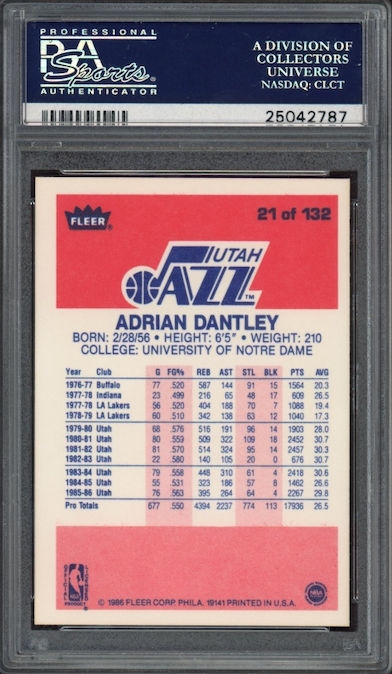 PROFESSIONAL
PSA
Sports
AUTHENTICATOR
A DIVISION OF
COLLECTORS
UNIVERSE
NASDAQ: CLCT
25042787
FLEER®
21 of 132
UTAH
JAZZ™
ADRIAN DANTLEY
BORN: 2/28/56 • HEIGHT: 6'5" • WEIGHT: 210
COLLEGE: UNIVERSITY OF NOTRE DAME
Year Club G FG% REB AST STL BLK PTS AVG
1976-77 Buffalo 77 .520 587 144 91 15 1564 20.3
1977-78 Indiana 23 .499 216 65 48 17 609 26.5
1977-78 LA Lakers 56 .520 404 188 70 7 1088 19.4
1978-79 LA Lakers 60 .510 342 138 63 12 1040 17.3
1979-80 Utah 68 .576 516 191 96 14 1903 28.0
1980-81 Utah 80 .559 509 322 109 18 2452 30.7
1981-82 Utah 81 .570 514 324 95 14 2457 30.3
1982-83 Utah 22 .580 140 105 20 0 676 30.7
1983-84 Utah 79 .558 448 310 61 4 2418 30.6
1984-85 Utah 55 .531 323 186 57 8 1462 26.6
1985-86 Utah 76 .563 395 264 64 4 2267 29.8
Pro Totals 677 .550 4394 2237 774 113 17936 26.5
OFFICIAL
LICENSED
NBA
PRODUCT
© 1986 FLEER CORP. PHILA. 19141 PRINTED IN U.S.A.
NBA